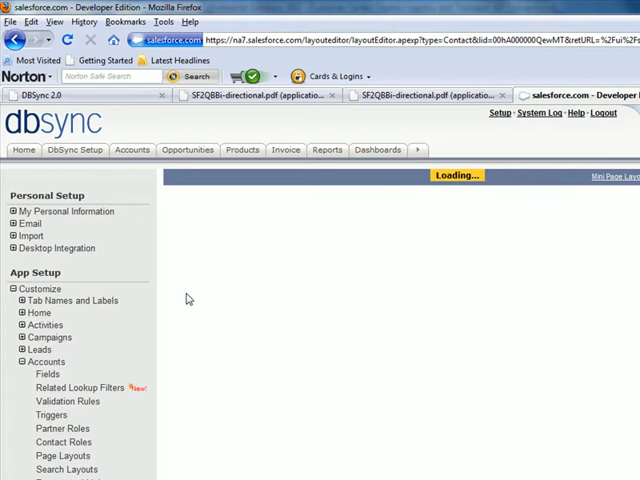 salesforce.com - Developer Edition - Mozilla Firefox
File Edit View History Bookmarks Tools Help
salesforce.com https://na7.salesforce.com/layouteditor/layoutEditor.apexp?type=Contact&lid=00hA000000QewMT&retURL=%2Fui%2Fs
Most Visited Getting Started Latest Headlines
Norton Norton Safe Search Search Cards & Logins
DBSync 2.0 SF2QBBi-directional.pdf (applicatio... SF2QBBi-directional.pdf (applicatio... salesforce.com - Developer
dbsync
Setup System Log Help Logout
Home DbSync Setup Accounts Opportunities Products Invoice Reports Dashboards
Loading... Mini Page Layo
Personal Setup
My Personal Information
Email
Import
Desktop Integration
App Setup
Customize
Tab Names and Labels
Home
Activities
Campaigns
Leads
Accounts
Fields
Related Lookup Filters New!
Validation Rules
Triggers
Partner Roles
Contact Roles
Page Layouts
Search Layouts